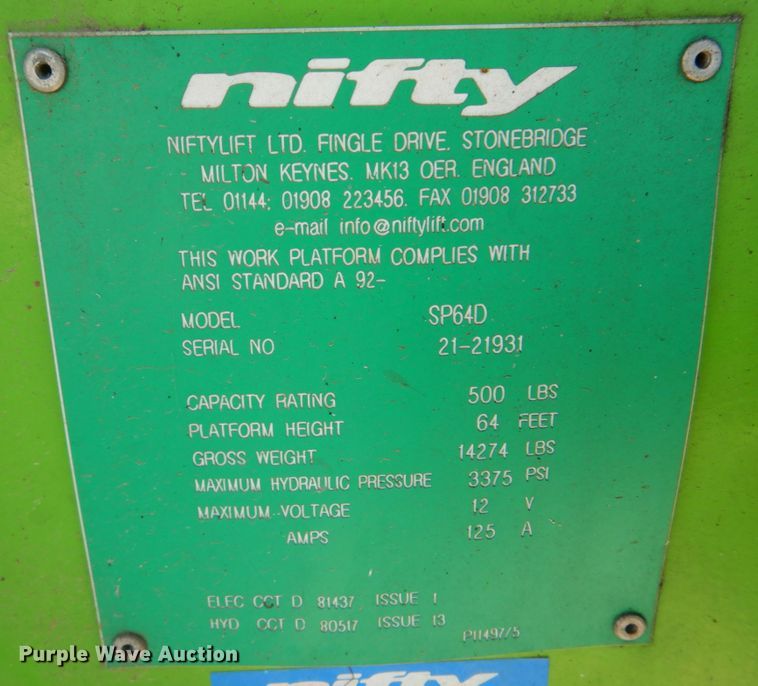 nifty
NIFTYLIFT LTD. FINGLE DRIVE. STONEBRIDGE
MILTON KEYNES. MK13 OER. ENGLAND
TEL 01144: 01908 223456. FAX 01908 312733
e-mail info@niftylift.com
THIS WORK PLATFORM COMPLIES WITH
ANSI STANDARD A 92-
MODEL SP64D
SERIAL NO 21-21931
CAPACITY RATING 500 LBS
PLATFORM HEIGHT 64 FEET
GROSS WEIGHT 14274 LBS
MAXIMUM HYDRAULIC PRESSURE 3375 PSI
MAXIMUM VOLTAGE 12 V
AMPS 125 A
ELEC CCT D 81437 ISSUE 1
HYD CCT D 80517 ISSUE 13 P11497/5
Purple Wave Auction
nifty